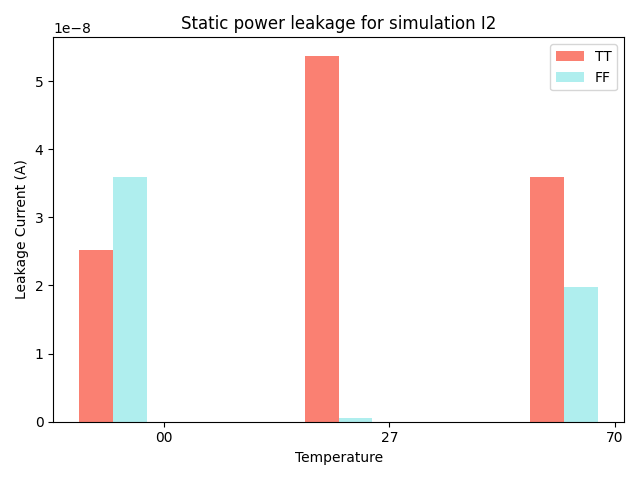 Static power leakage for simulation I2
1e−8
TT
FF
5
4
3
2
1
0
Leakage Current (A)
00
27
70
Temperature